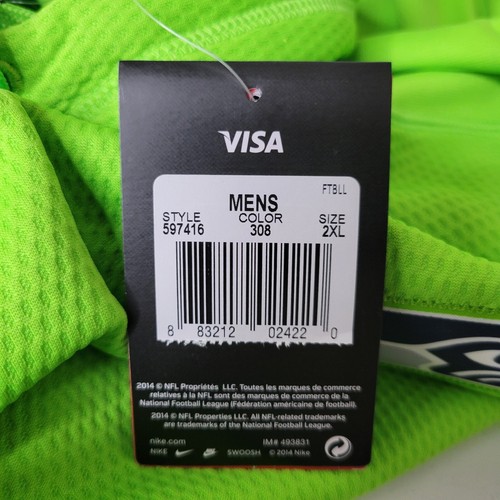 VISA
FTBLL
MENS
STYLE COLOR SIZE
597416 308 2XL
8 83212 02422 0
2014 © NFL Propriétés LLC. Toutes les marques de commerce
relatives à la NFL sont des marques de commerce de la
National Football League (Fédération américaine de football).
2014 © NFL Properties LLC. All NFL-related trademarks
are trademarks of the National Football League.
nike.com IM# 493831
NIKE SWOOSH © 2014 Nike